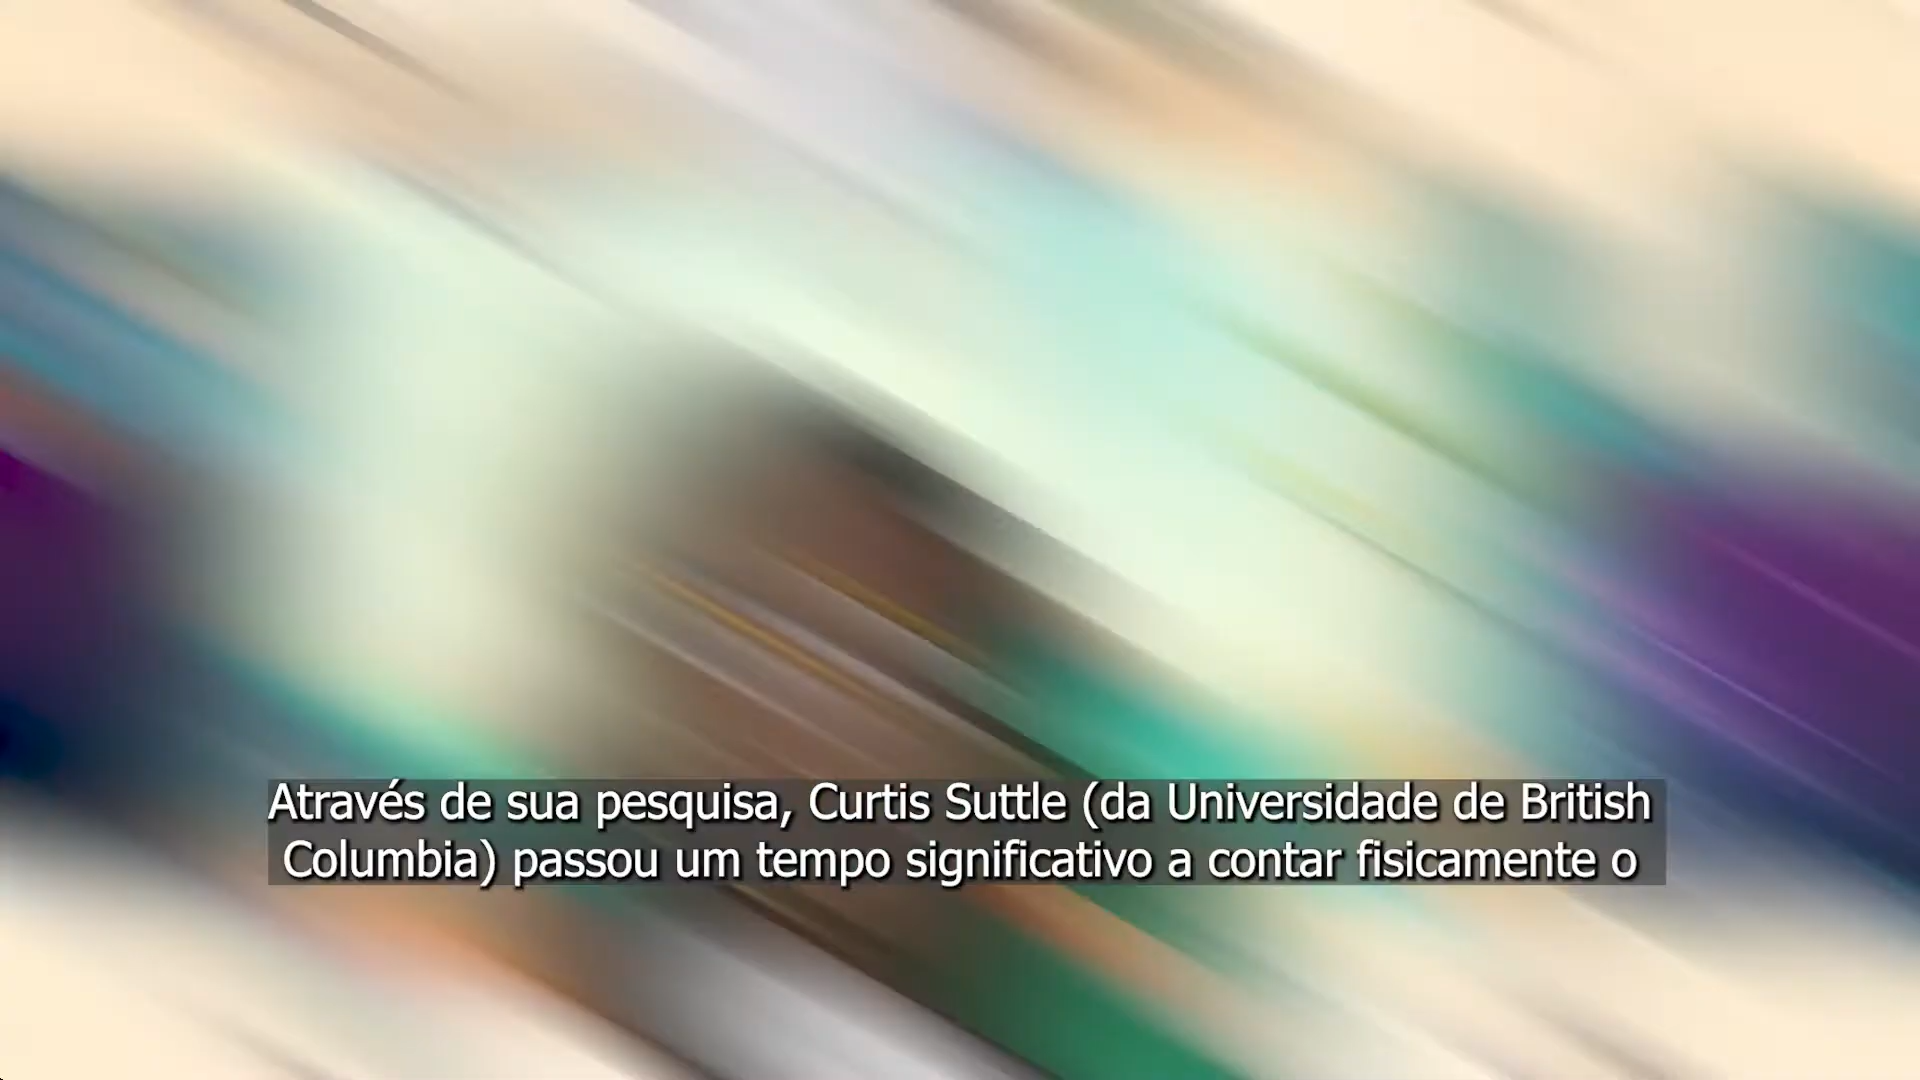 Através de sua pesquisa, Curtis Suttle (da Universidade de British
Columbia) passou um tempo significativo a contar fisicamente o